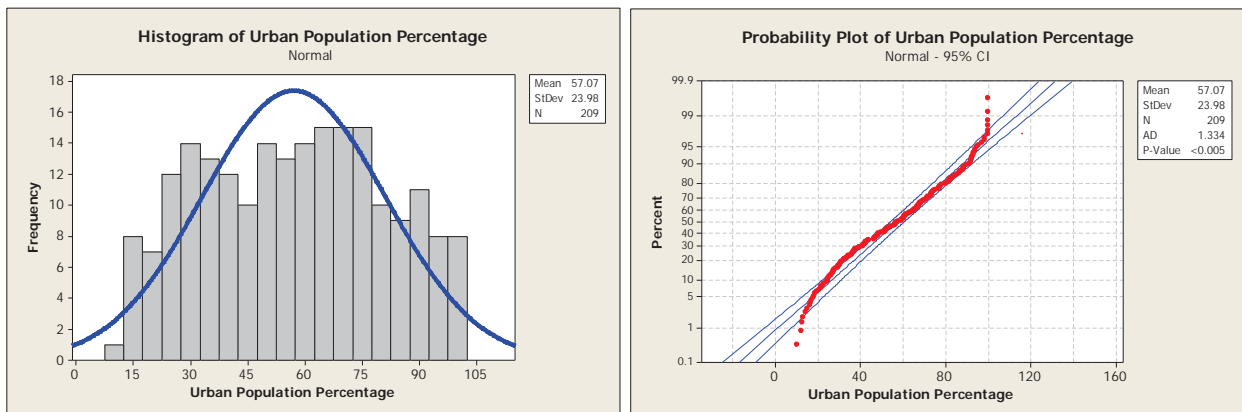 Histogram of Urban Population Percentage
Normal
18
16
14
12
10
8
6
4
2
0
Frequency
0 15 30 45 60 75 90 105
Urban Population Percentage
Mean 57.07
StDev 23.98
N 209
Probability Plot of Urban Population Percentage
Normal - 95% CI
99.9
99
95
90
80
70
60
50
40
30
20
10
5
1
0.1
Percent
0 40 80 120 160
Urban Population Percentage
Mean 57.07
StDev 23.98
N 209
AD 1.334
P-Value <0.005